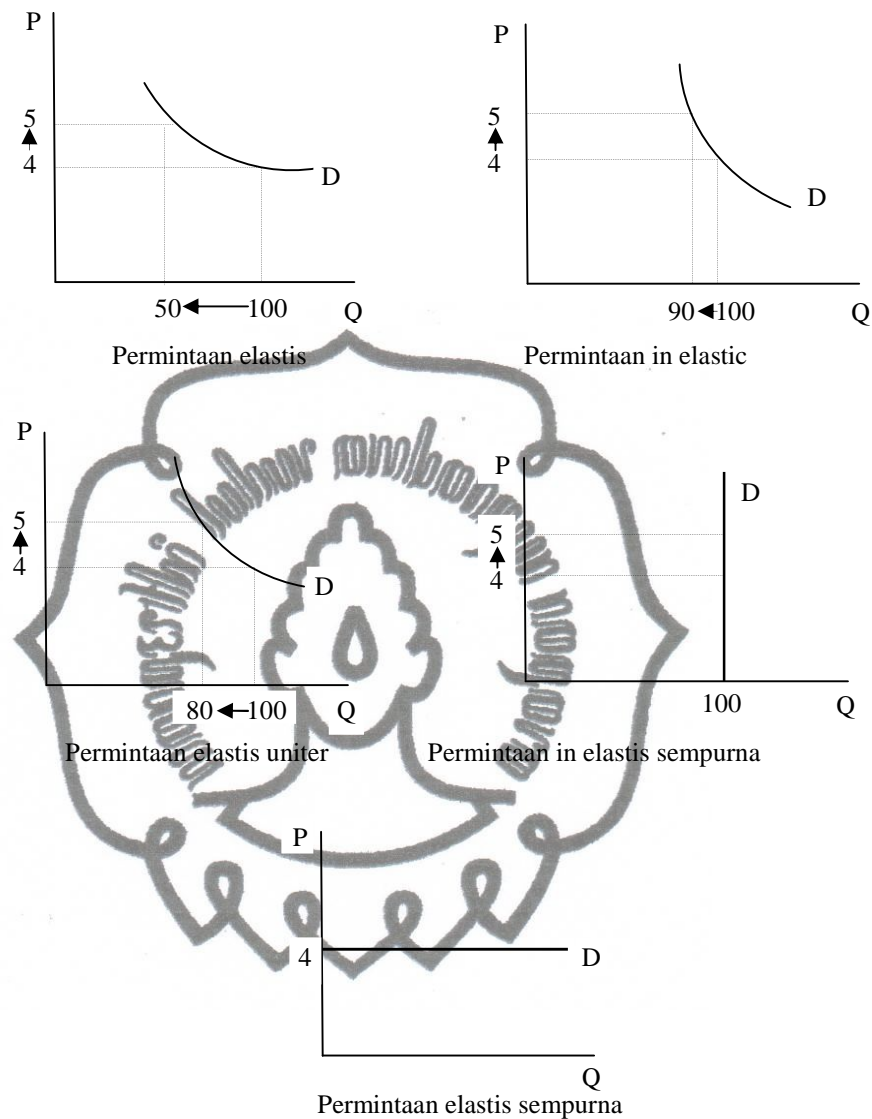 P
5
4
D
50 100 Q
Permintaan elastis
P
5
4
D
90 100 Q
Permintaan in elastic
P
5
4
D
80 100 Q
Permintaan elastis uniter
P
5
4
D
100 Q
Permintaan in elastis sempurna
P
4 D
Q
Permintaan elastis sempurna